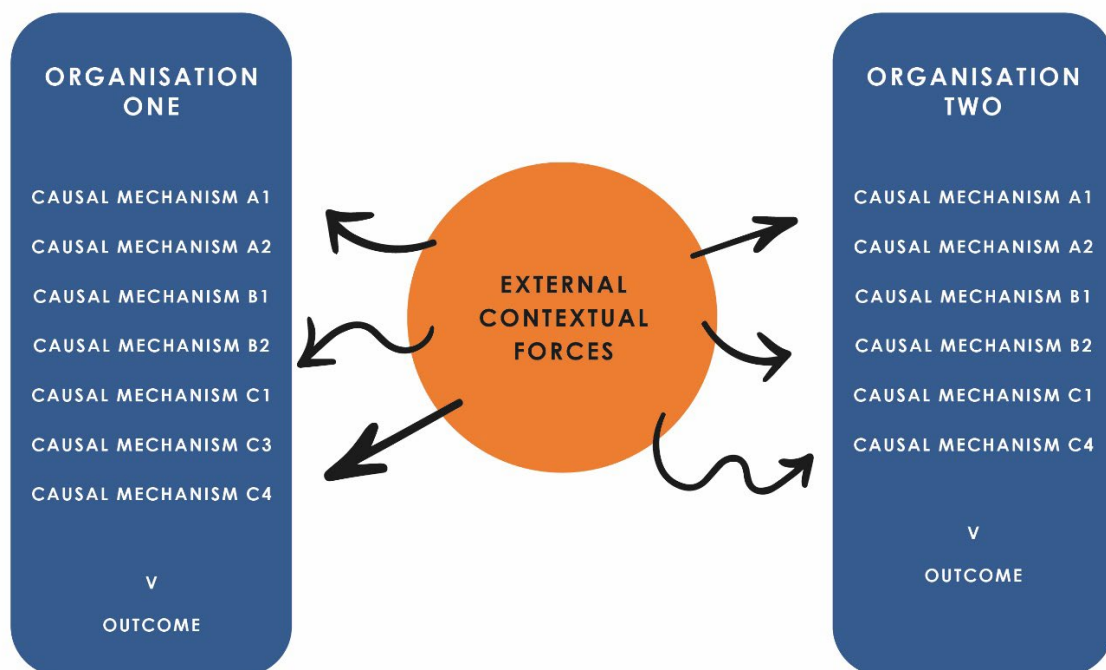 ORGANISATION
ONE
CAUSAL MECHANISM A1
CAUSAL MECHANISM A2
CAUSAL MECHANISM B1
CAUSAL MECHANISM B2
CAUSAL MECHANISM C1
CAUSAL MECHANISM C3
CAUSAL MECHANISM C4
V
OUTCOME
EXTERNAL
CONTEXTUAL
FORCES
ORGANISATION
TWO
CAUSAL MECHANISM A1
CAUSAL MECHANISM A2
CAUSAL MECHANISM B1
CAUSAL MECHANISM B2
CAUSAL MECHANISM C1
CAUSAL MECHANISM C4
V
OUTCOME